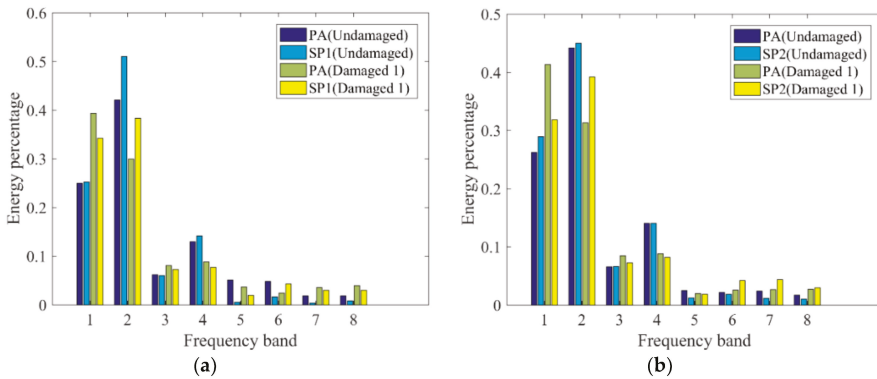 0.6
0.5
0.4
0.3
0.2
0.1
0
Energy percentage
PA(Undamaged)
SP1(Undamaged)
PA(Damaged 1)
SP1(Damaged 1)
1 2 3 4 5 6 7 8
Frequency band
(a)
0.5
0.4
0.3
0.2
0.1
0
Energy percentage
PA(Undamaged)
SP2(Undamaged)
PA(Damaged 1)
SP2(Damaged 1)
1 2 3 4 5 6 7 8
Frequency band
(b)